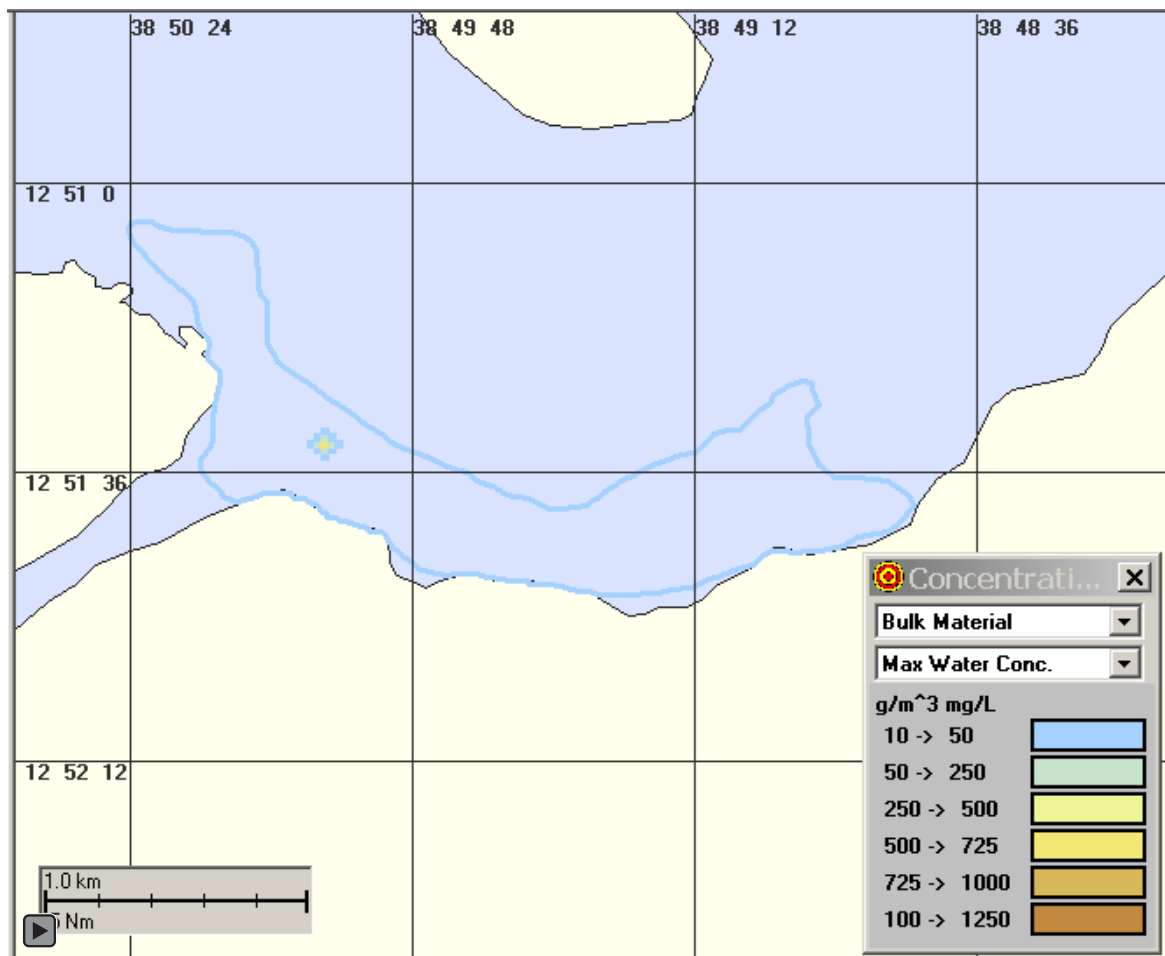 38 50 24
38 49 48
38 49 12
38 48 36
12 51 0
12 51 36
12 52 12
1.0 km
Nm
Concentrati...
Bulk Material
Max Water Conc.
g/m^3 mg/L
10 -> 50
50 -> 250
250 -> 500
500 -> 725
725 -> 1000
100 -> 1250